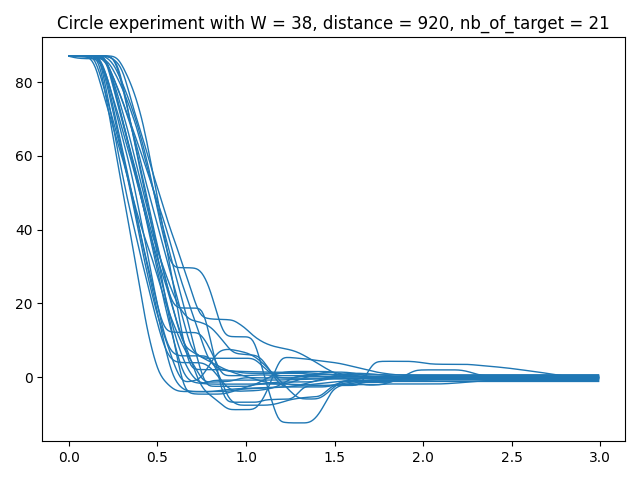 Circle experiment with W = 38, distance = 920, nb_of_target = 21
80
60
40
20
0
0.0 0.5 1.0 1.5 2.0 2.5 3.0